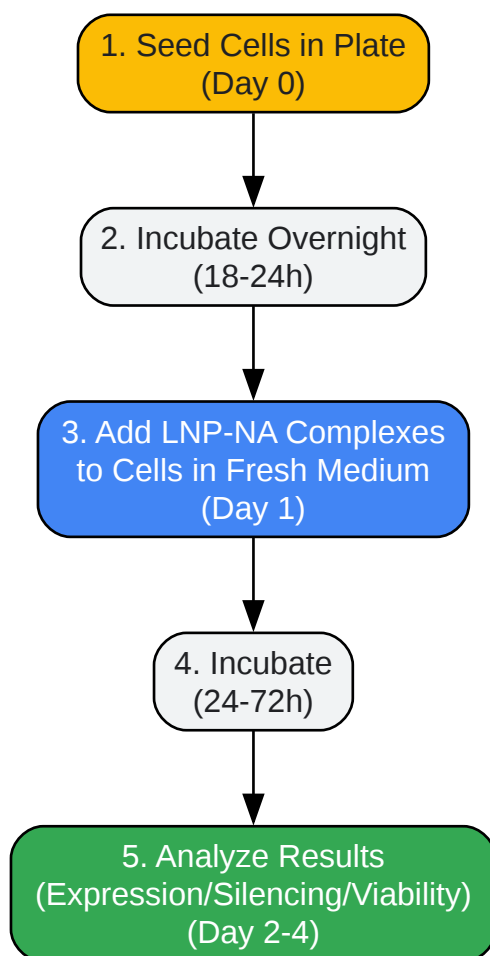 1. Seed Cells in Plate
(Day 0)
2. Incubate Overnight
(18-24h)
3. Add LNP-NA Complexes
to Cells in Fresh Medium
(Day 1)
4. Incubate
(24-72h)
5. Analyze Results
(Expression/Silencing/Viability)
(Day 2-4)